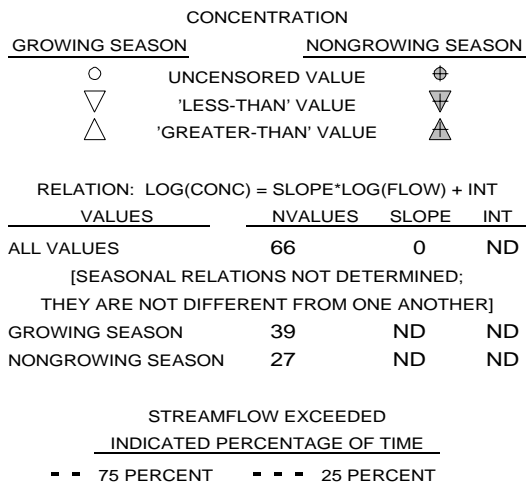 CONCENTRATION
GROWING SEASON NONGROWING SEASON
UNCENSORED VALUE
'LESS-THAN' VALUE
'GREATER-THAN' VALUE
RELATION: LOG(CONC) = SLOPE*LOG(FLOW) + INT
VALUES NVALUES SLOPE INT
ALL VALUES 66 0 ND
[SEASONAL RELATIONS NOT DETERMINED;
THEY ARE NOT DIFFERENT FROM ONE ANOTHER]
GROWING SEASON 39 ND ND
NONGROWING SEASON 27 ND ND
STREAMFLOW EXCEEDED
INDICATED PERCENTAGE OF TIME
75 PERCENT 25 PERCENT